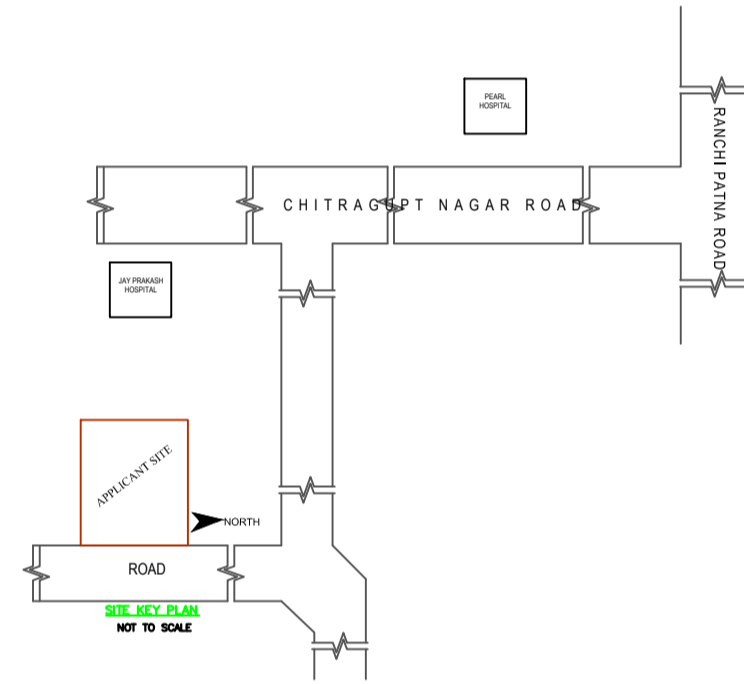 PEARL
HOSPITAL
RANCHI PATNA ROAD
CHITRAGUPT NAGAR ROAD
JAY PRAKASH
HOSPITAL
APPLICANT SITE
NORTH
ROAD
SITE KEY PLAN
NOT TO SCALE